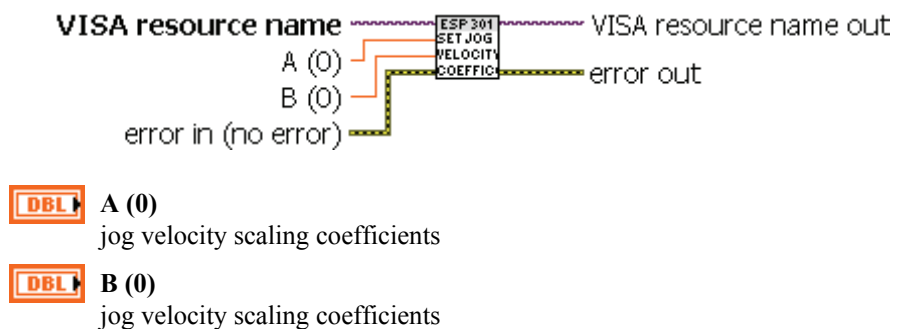 VISA resource name
ESP 301
SET JOG
VELOCITY
COEFFIC
VISA resource name out
A (0)
B (0)
error in (no error)
error out
DBL
A (0)
jog velocity scaling coefficients
DBL
B (0)
jog velocity scaling coefficients